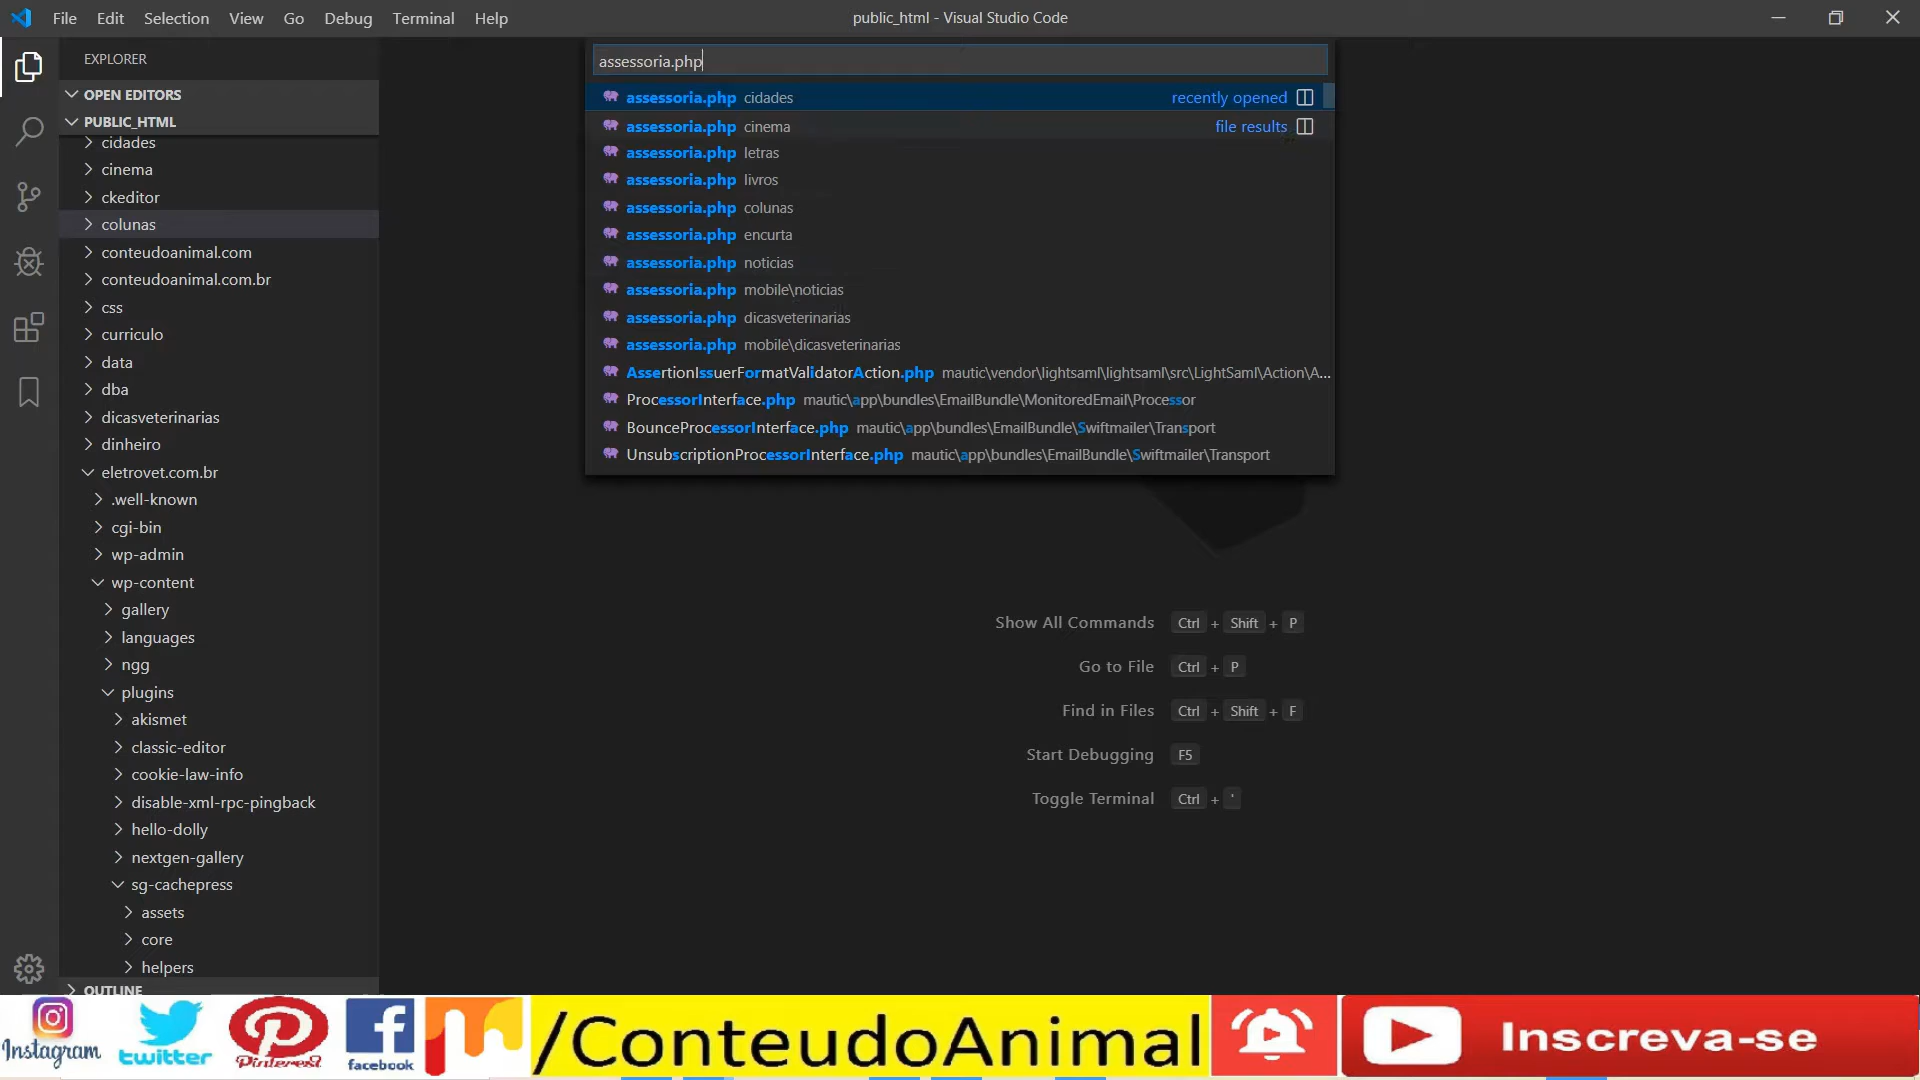 File Edit Selection View Go Debug Terminal Help
public_html - Visual Studio Code
EXPLORER
OPEN EDITORS
PUBLIC_HTML
cidades
cinema
ckeditor
colunas
conteudoanimal.com
conteudoanimal.com.br
css
curriculo
data
dba
dicasveterinarias
dinheiro
eletrovet.com.br
.well-known
cgi-bin
wp-admin
wp-content
gallery
languages
ngg
plugins
akismet
classic-editor
cookie-law-info
disable-xml-rpc-pingback
hello-dolly
nextgen-gallery
sg-cachepress
assets
core
helpers
OUTLINE
assessoria.php
assessoria.php cidades recently opened
assessoria.php cinema file results
assessoria.php letras
assessoria.php livros
assessoria.php colunas
assessoria.php encurta
assessoria.php noticias
assessoria.php mobile\noticias
assessoria.php dicasveterinarias
assessoria.php mobile\dicasveterinarias
AssertionIssuerFormatValidatorAction.php mautic\vendor\lightsaml\lightsaml\src\LightSaml\Action\A...
ProcessorInterface.php mautic\app\bundles\EmailBundle\MonitoredEmail\Processor
BounceProcessorInterface.php mautic\app\bundles\EmailBundle\Swiftmailer\Transport
UnsubscriptionProcessorInterface.php mautic\app\bundles\EmailBundle\Swiftmailer\Transport
Show All Commands Ctrl + Shift + P
Go to File Ctrl + P
Find in Files Ctrl + Shift + F
Start Debugging F5
Toggle Terminal Ctrl + '
Instagram twitter Pinterest facebook /ConteudoAnimal Inscreva-se